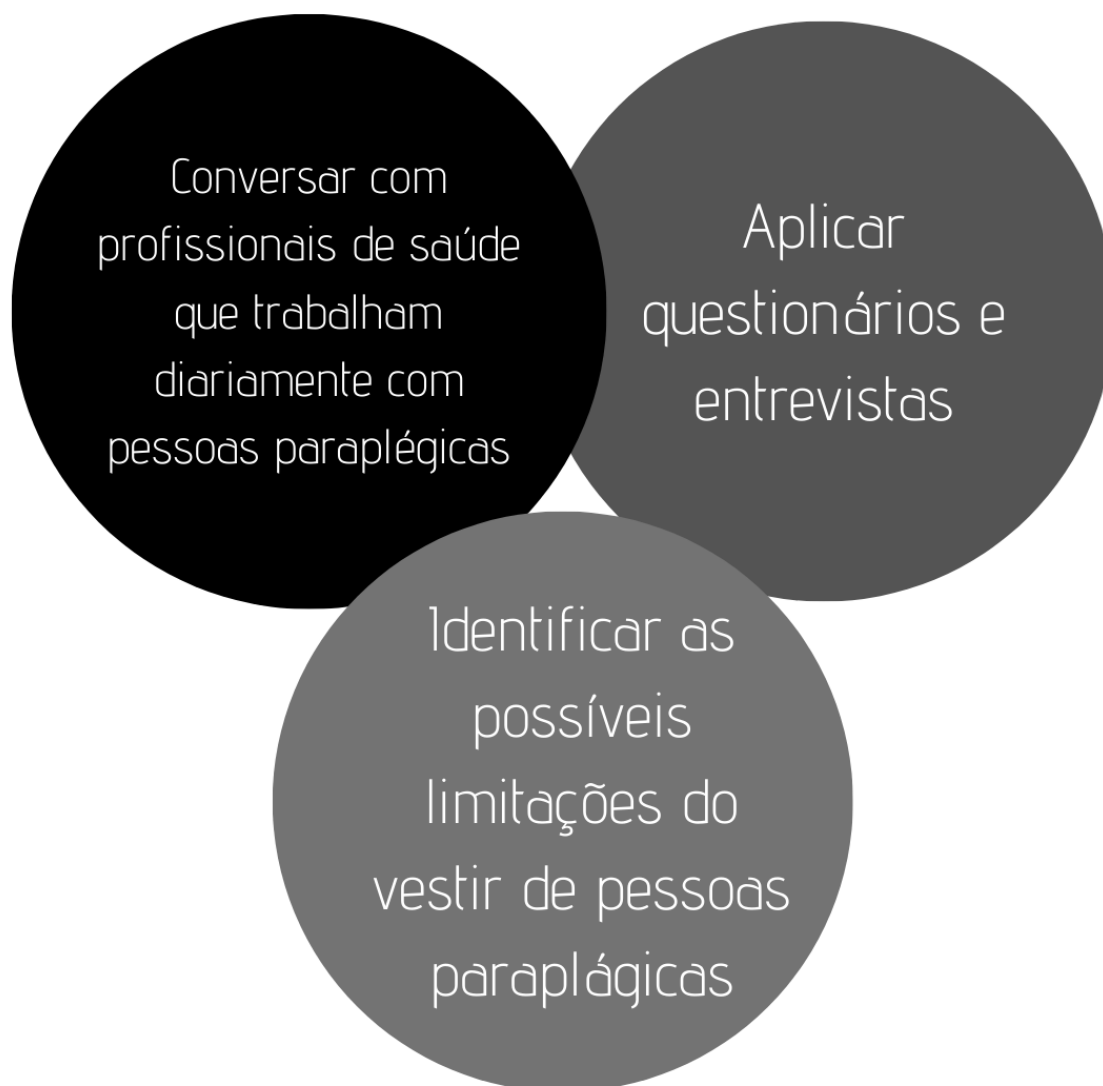 Conversar com
profissionais de saúde
que trabalham
diariamente com
pessoas paraplégicas
Aplicar
questionários e
entrevistas
Identificar as
possíveis
limitações do
vestir de pessoas
paraplágicas